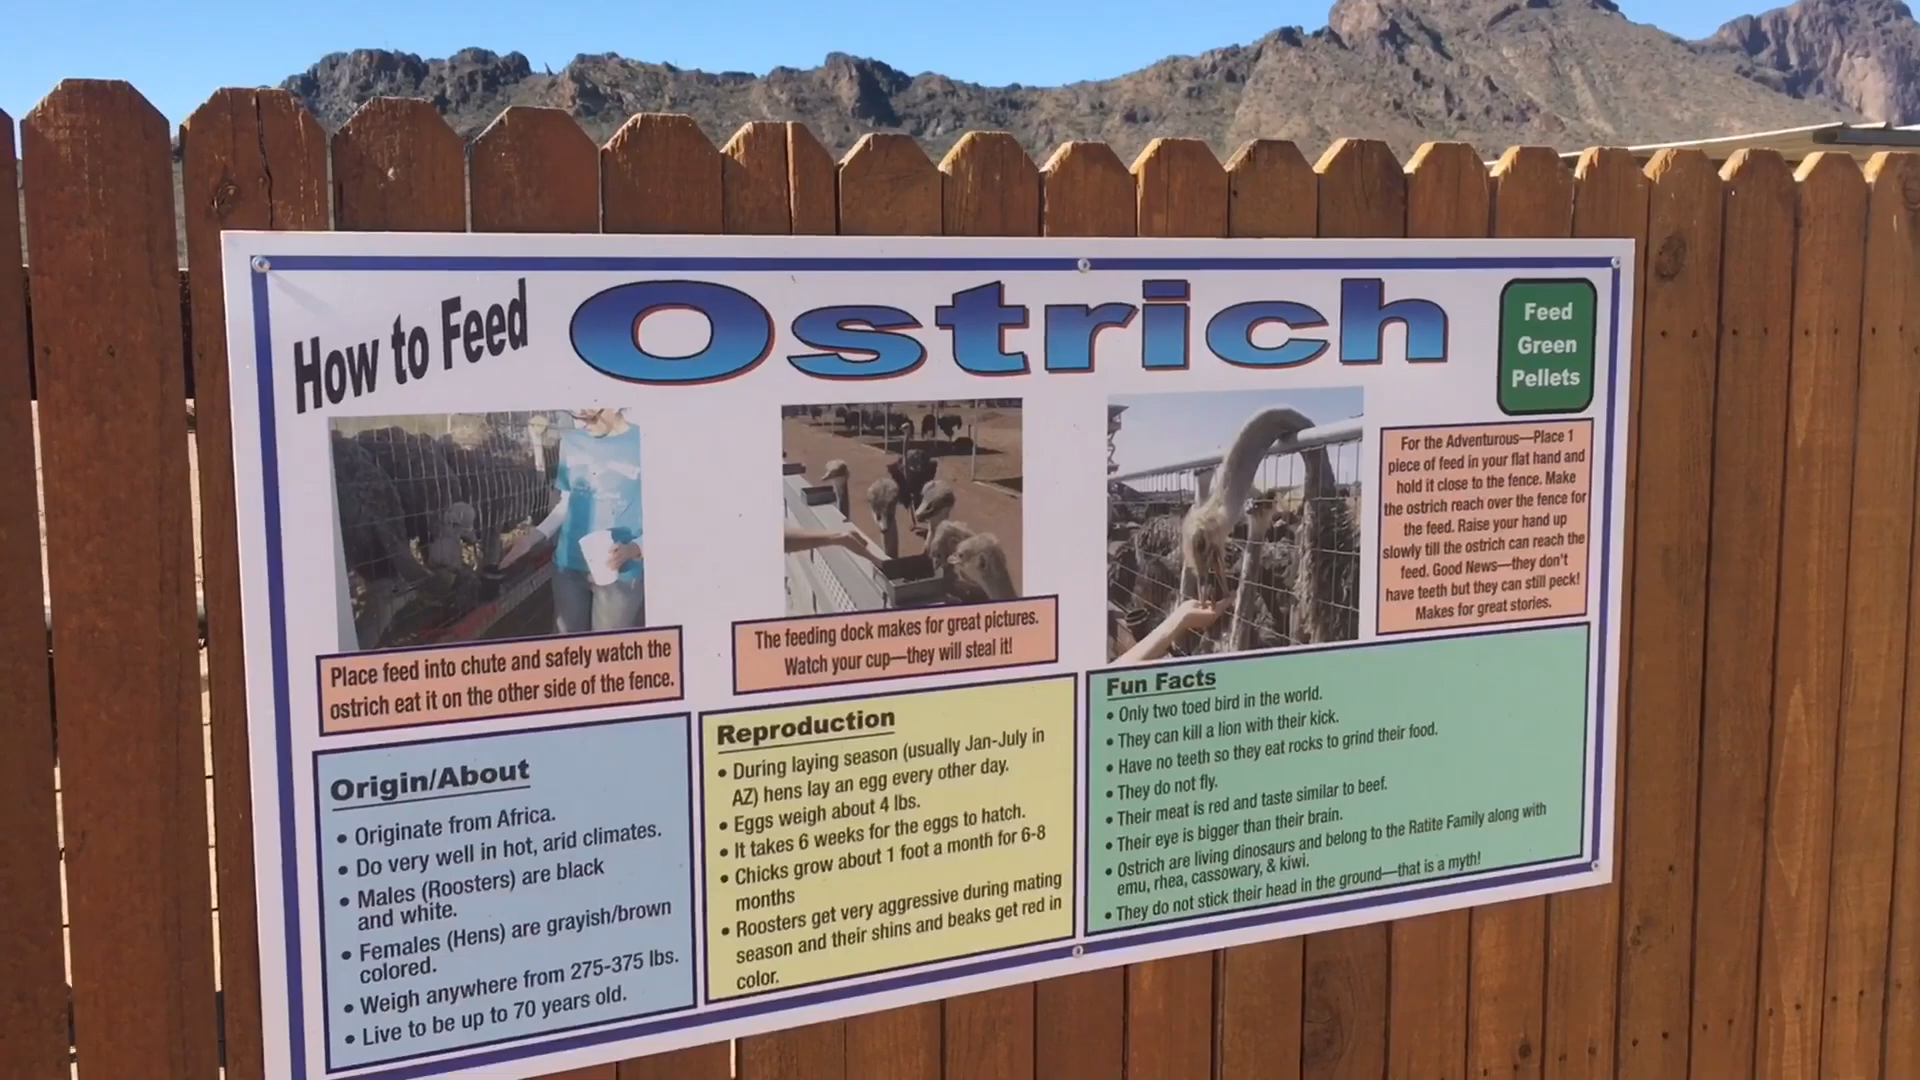 How to Feed Ostrich
Feed
Green
Pellets
For the Adventurous—Place 1
piece of feed in your flat hand and
hold it close to the fence. Make
the ostrich reach over the fence for
the feed. Raise your hand up
slowly till the ostrich can reach the
feed. Good News—they don't
have teeth but they can still peck!
Makes for great stories.
Place feed into chute and safely watch the
ostrich eat it on the other side of the fence.
The feeding dock makes for great pictures.
Watch your cup—they will steal it!
Origin/About
• Originate from Africa.
• Do very well in hot, arid climates.
• Males (Roosters) are black
and white.
• Females (Hens) are grayish/brown
colored.
• Weigh anywhere from 275-375 lbs.
• Live to be up to 70 years old.
Reproduction
• During laying season (usually Jan-July in
AZ) hens lay an egg every other day.
• Eggs weigh about 4 lbs.
• It takes 6 weeks for the eggs to hatch.
• Chicks grow about 1 foot a month for 6-8
months
• Roosters get very aggressive during mating
season and their shins and beaks get red in
color.
Fun Facts
• Only two toed bird in the world.
• They can kill a lion with their kick.
• Have no teeth so they eat rocks to grind their food.
• They do not fly.
• Their meat is red and taste similar to beef.
• Their eye is bigger than their brain.
• Ostrich are living dinosaurs and belong to the Ratite Family along with
emu, rhea, cassowary, & kiwi.
• They do not stick their head in the ground—that is a myth!